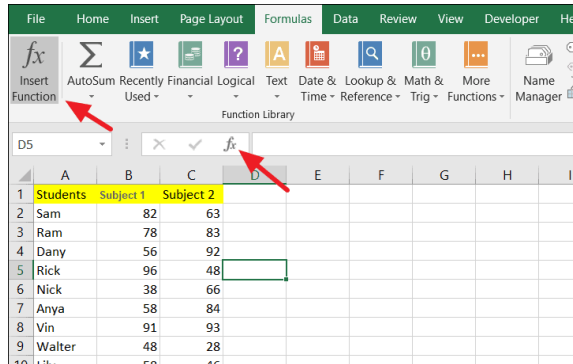 File Home Insert Page Layout Formulas Data Review View Developer He
fx Σ ? A θ
Insert Function AutoSum Recently Used Financial Logical Text Date & Time Lookup & Reference Math & Trig More Functions Name Manager
Function Library
D5 fx
A B C D E F G H I
1 Students Subject 1 Subject 2
2 Sam 82 63
3 Ram 78 83
4 Dany 56 92
5 Rick 96 48
6 Nick 38 66
7 Anya 58 84
8 Vin 91 93
9 Walter 48 28